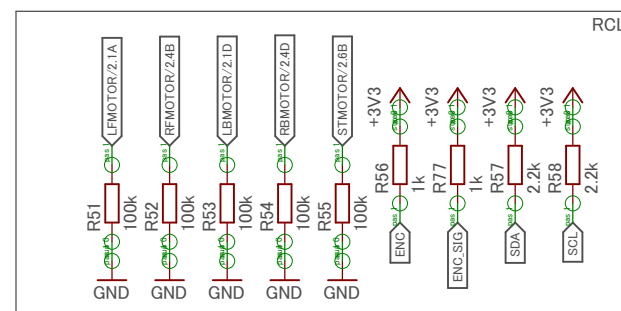 RCL
LFMOTOR/2.1A
RFMOTOR/2.4B
LBMOTOR/2.1D
RBMOTOR/2.4D
STMOTOR/2.6B
+3V3
+3V3
+3V3
+3V3
R51
100k
R52
100k
R53
100k
R54
100k
R55
100k
R56
1k
R77
1k
R57
2.2k
R58
2.2k
ENC
ENC_SIG
SDA
SCL
GND
GND
GND
GND
GND